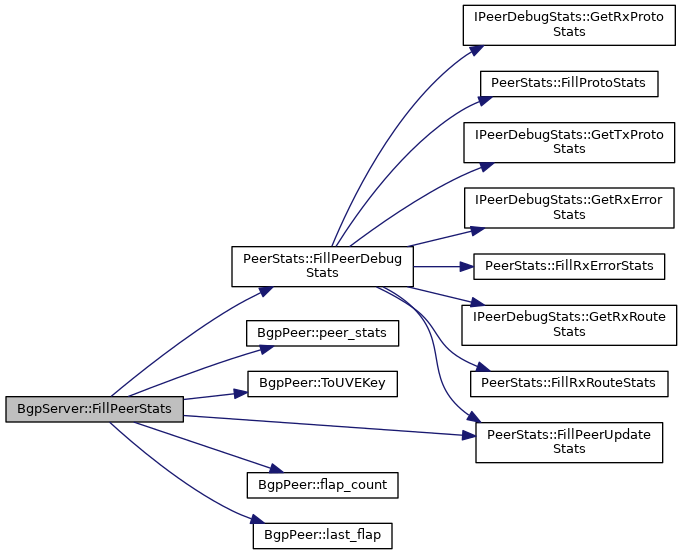 IPeerDebugStats::GetRxProto
Stats
PeerStats::FillProtoStats
IPeerDebugStats::GetTxProto
Stats
IPeerDebugStats::GetRxError
Stats
PeerStats::FillPeerDebug
Stats
PeerStats::FillRxErrorStats
IPeerDebugStats::GetRxRoute
Stats
BgpPeer::peer_stats
BgpPeer::ToUVEKey
PeerStats::FillRxRouteStats
BgpServer::FillPeerStats
PeerStats::FillPeerUpdate
Stats
BgpPeer::flap_count
BgpPeer::last_flap